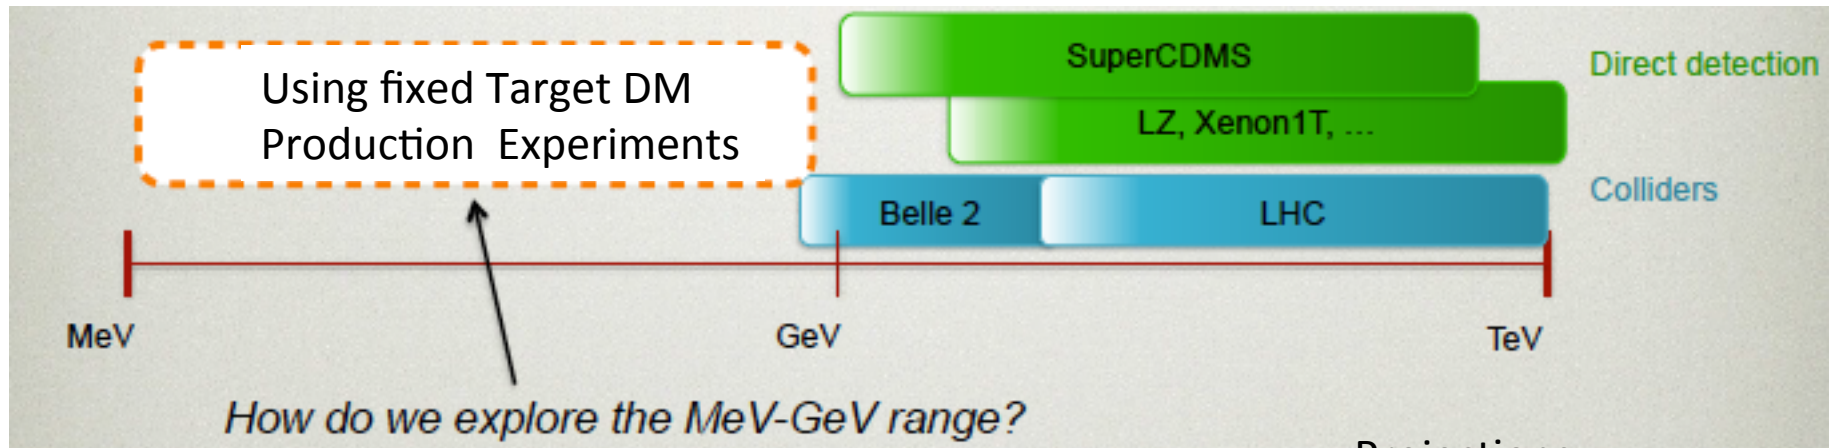 SuperCDMS
Direct detection
Using fixed Target DM
Production Experiments
LZ, Xenon1T, ...
Colliders
Belle 2
LHC
MeV
GeV
TeV
How do we explore the MeV-GeV range?